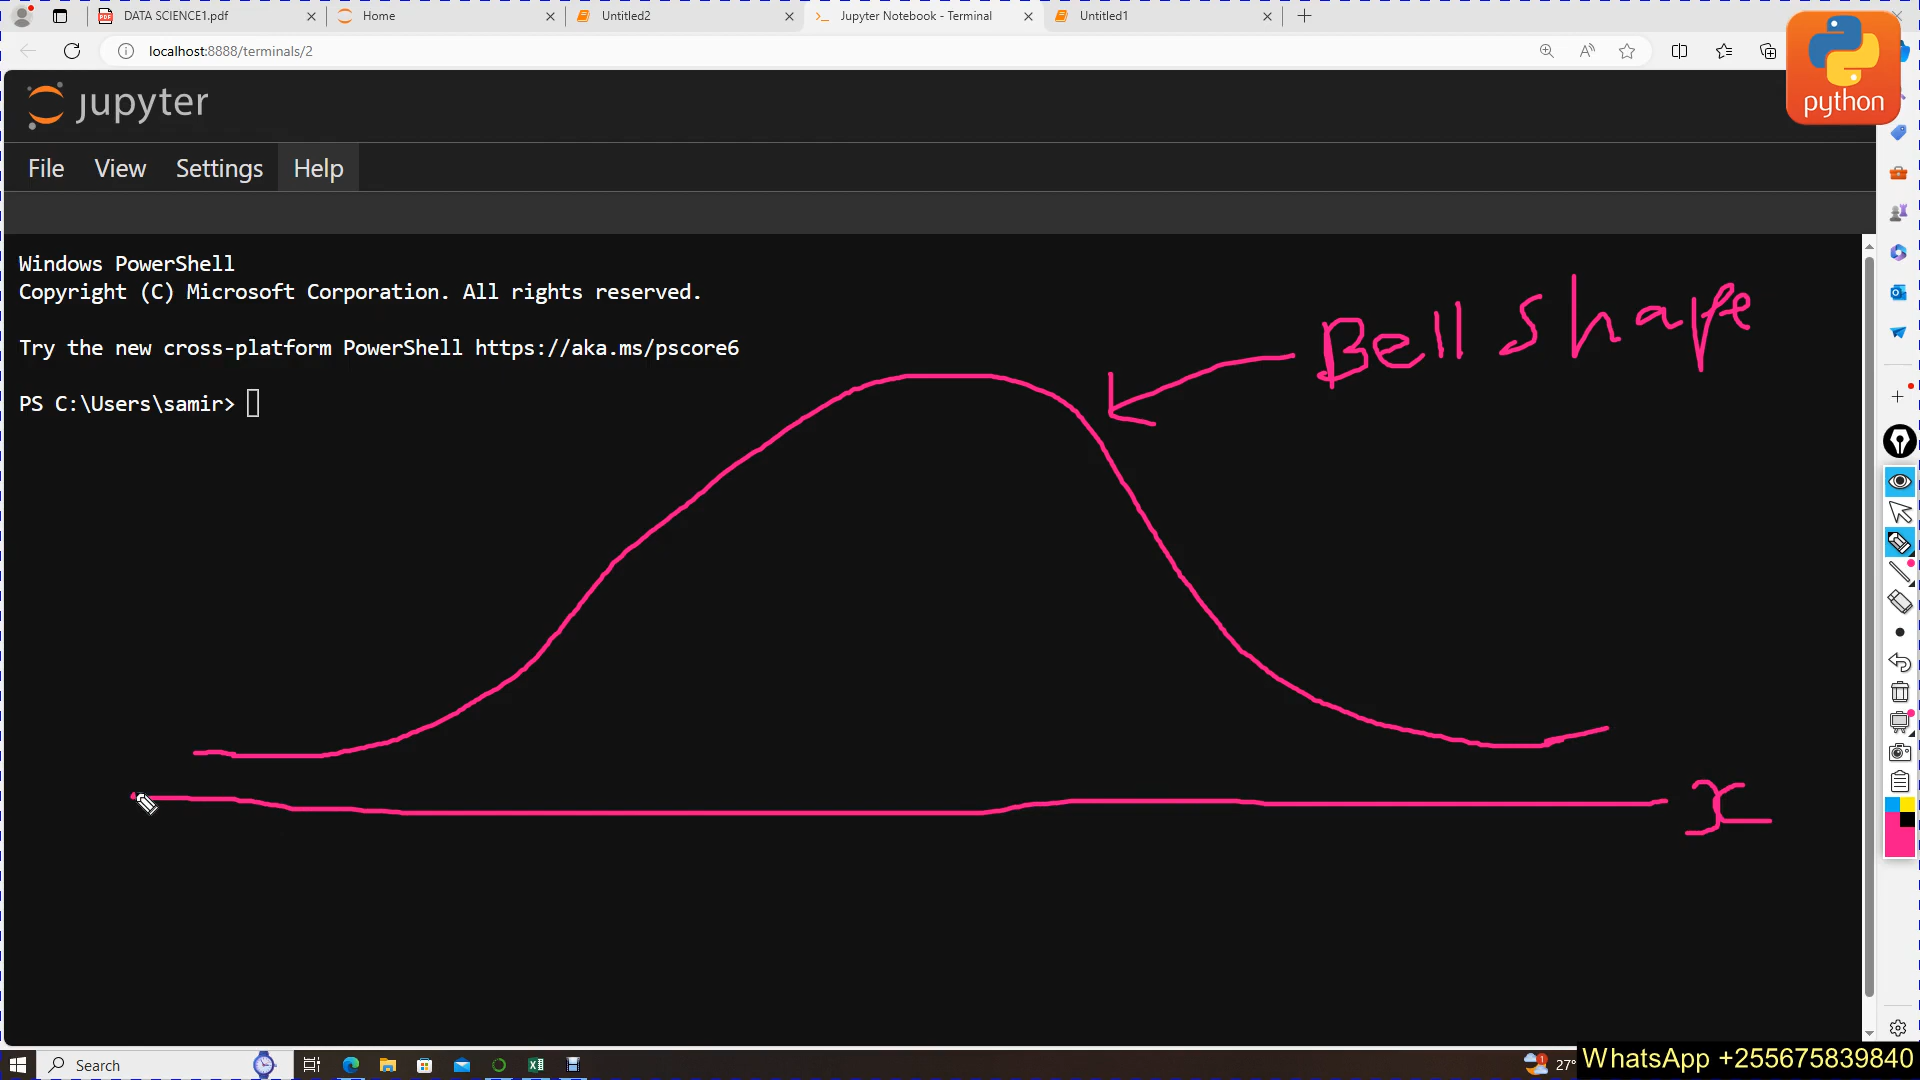 DATA SCIENCE1.pdf
Home
Untitled2
Jupyter Notebook - Terminal
Untitled1
localhost:8888/terminals/2
python
jupyter
File View Settings Help
Windows PowerShell
Copyright (C) Microsoft Corporation. All rights reserved.
Try the new cross-platform PowerShell https://aka.ms/pscore6
PS C:\Users\samir>
Bell shape
x
Search
27°
WhatsApp +255675839840